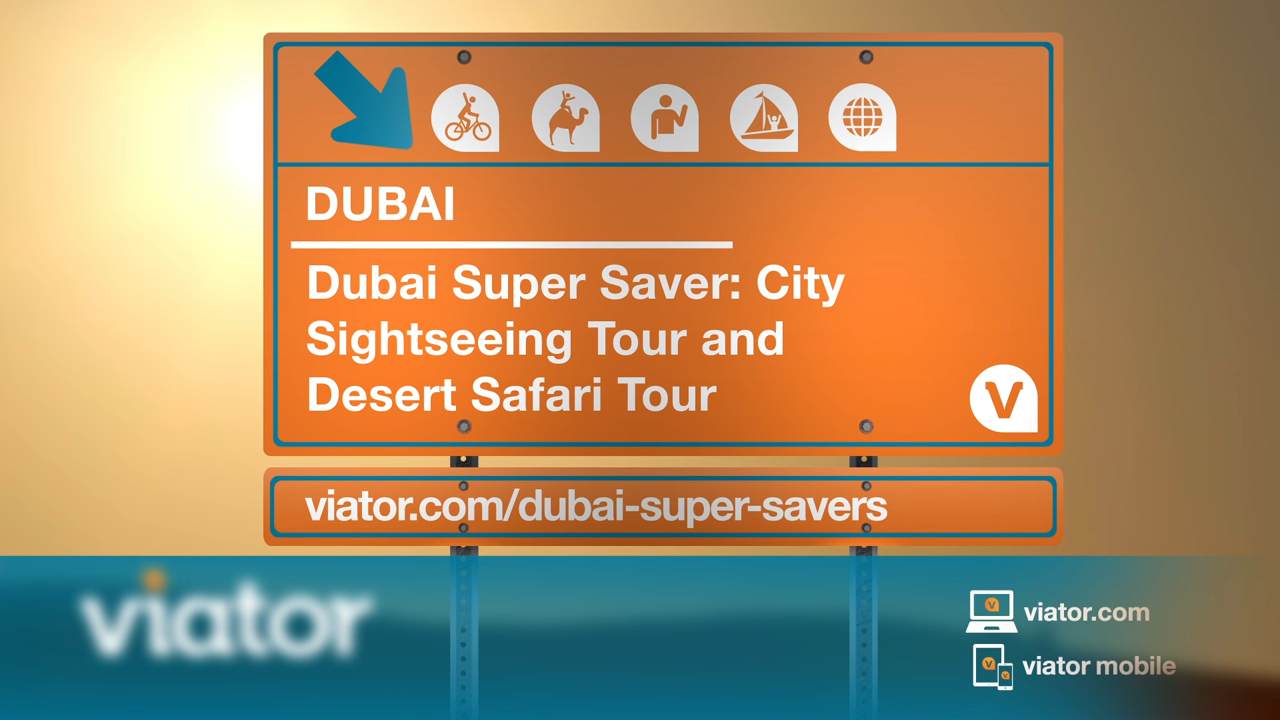 DUBAI
Dubai Super Saver: City
Sightseeing Tour and
Desert Safari Tour
V
viator.com/dubai-super-savers
viator
viator.com
viator mobile